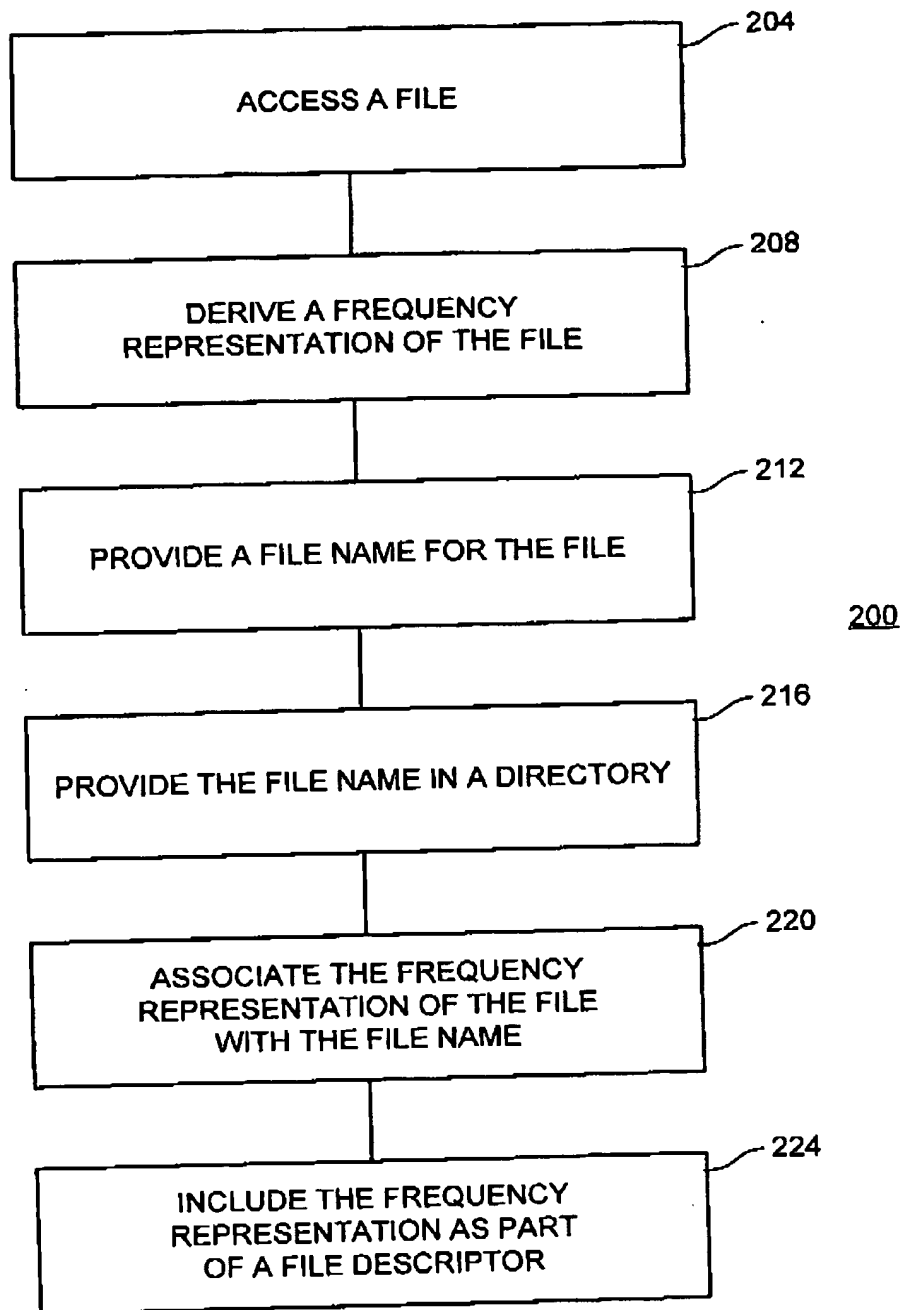 204
ACCESS A FILE
208
DERIVE A FREQUENCY
REPRESENTATION OF THE FILE
212
PROVIDE A FILE NAME FOR THE FILE
200
216
PROVIDE THE FILE NAME IN A DIRECTORY
220
ASSOCIATE THE FREQUENCY
REPRESENTATION OF THE FILE
WITH THE FILE NAME
224
INCLUDE THE FREQUENCY
REPRESENTATION AS PART
OF A FILE DESCRIPTOR